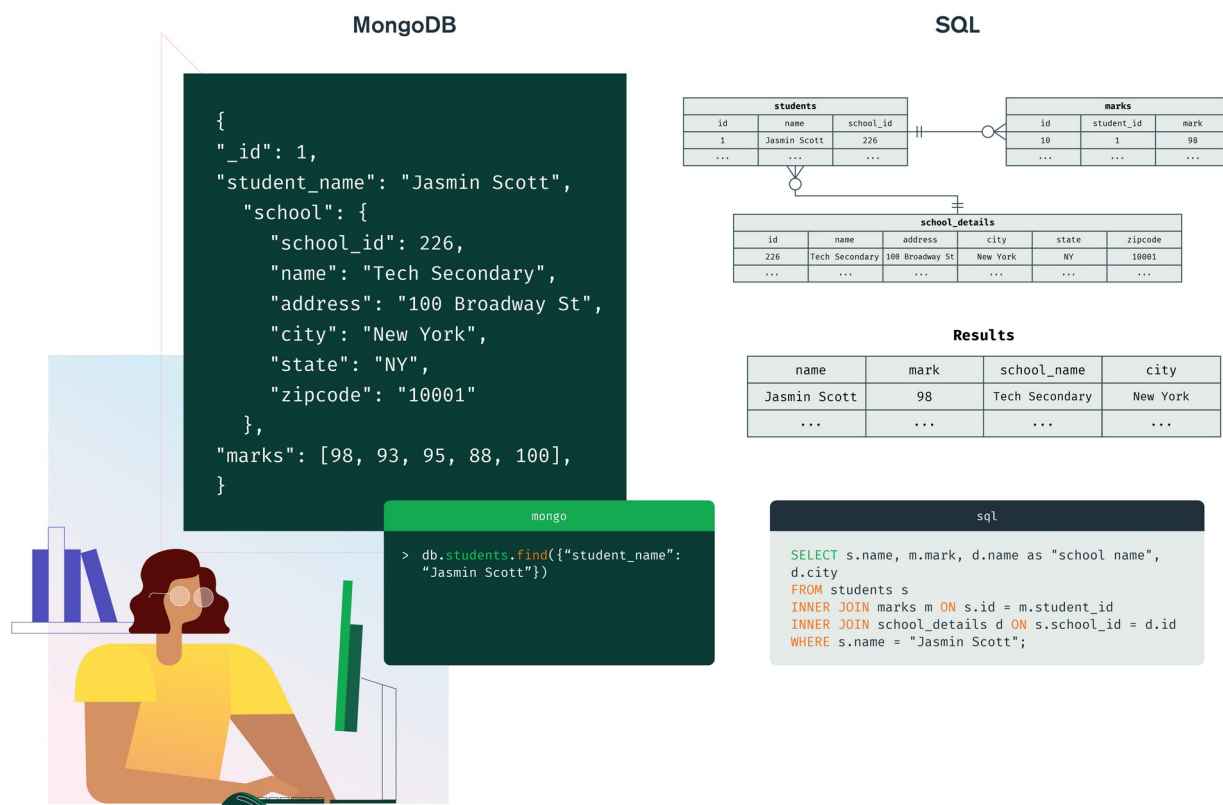 MongoDB
{
"_id": 1,
"student_name": "Jasmin Scott",
"school": {
"school_id": 226,
"name": "Tech Secondary",
"address": "100 Broadway St",
"city": "New York",
"state": "NY",
"zipcode": "10001"
},
"marks": [98, 93, 95, 88, 100],
}
mongo
> db.students.find({“student_name”:
“Jasmin Scott”})
SQL
students
id name school_id
1 Jasmin Scott 226
... ... ...
marks
id student_id mark
10 1 98
... ... ...
school_details
id name address city state zipcode
226 Tech Secondary 100 Broadway St New York NY 10001
... ... ... ... ... ...
Results
name mark school_name city
Jasmin Scott 98 Tech Secondary New York
... ... ... ...
sql
SELECT s.name, m.mark, d.name as "school name",
d.city
FROM students s
INNER JOIN marks m ON s.id = m.student_id
INNER JOIN school_details d ON s.school_id = d.id
WHERE s.name = "Jasmin Scott";